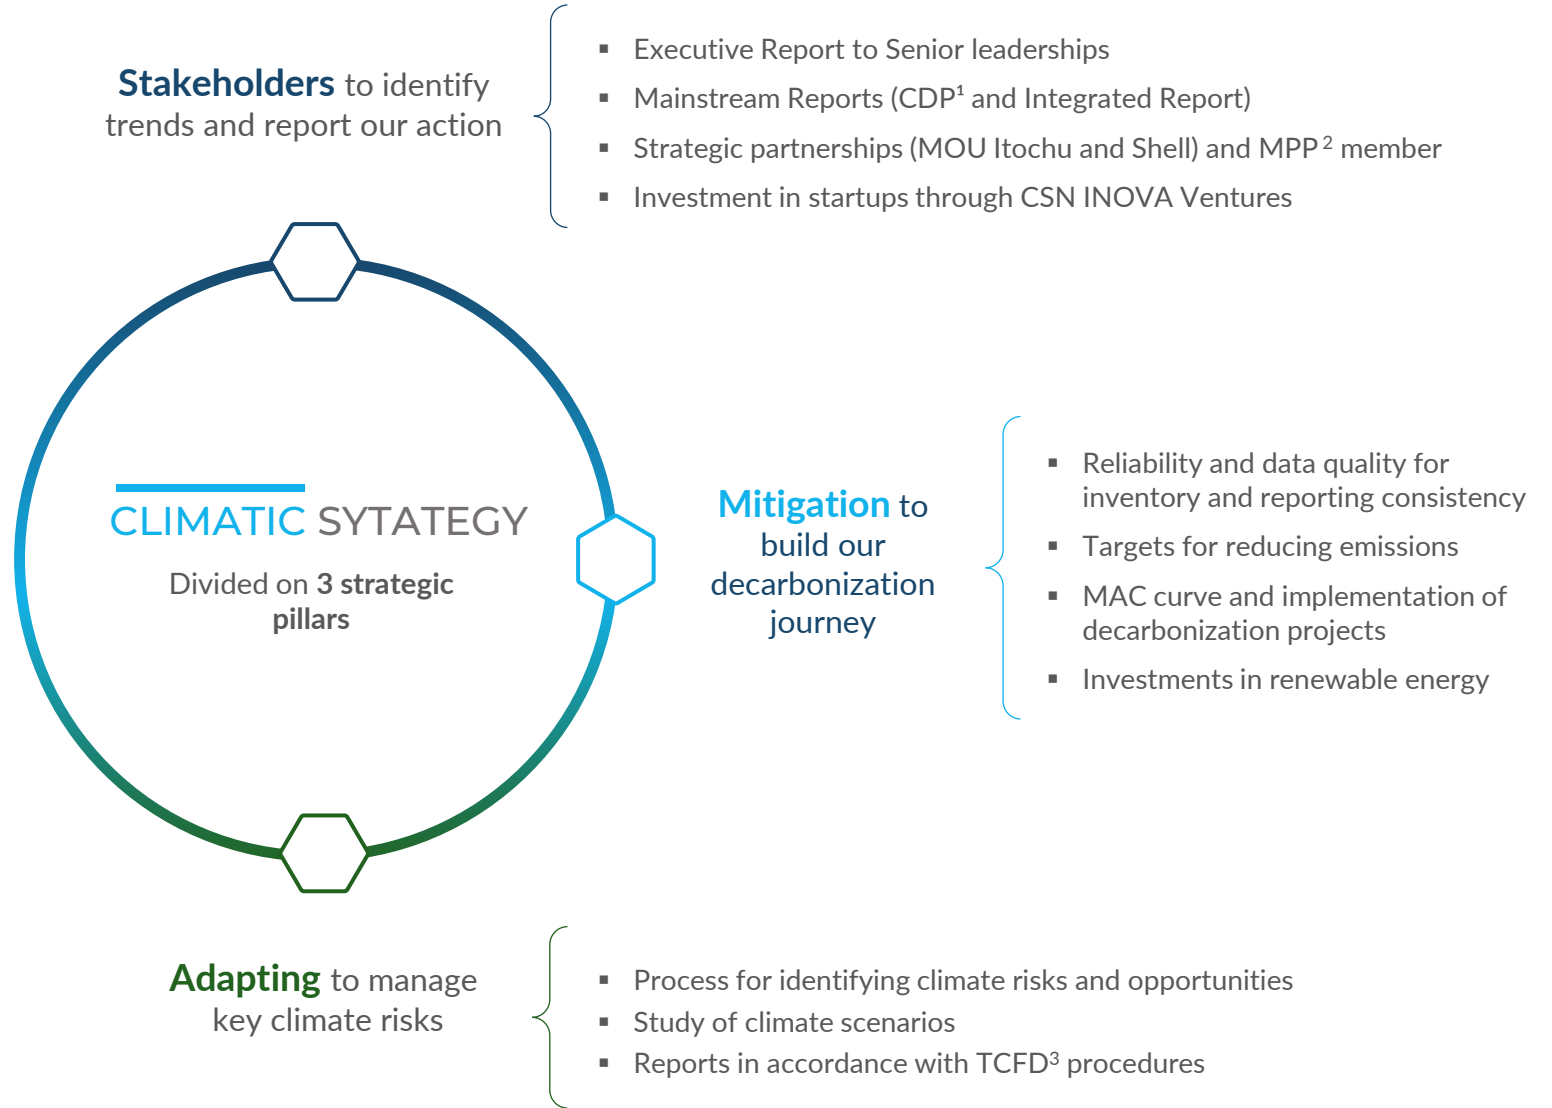 Stakeholders to identify
trends and report our action
▪ Executive Report to Senior leaderships
▪ Mainstream Reports (CDP¹ and Integrated Report)
▪ Strategic partnerships (MOU Itochu and Shell) and MPP² member
▪ Investment in startups through CSN INOVA Ventures
CLIMATIC SYTATEGY
Divided on 3 strategic
pillars
Mitigation to
build our
decarbonization
journey
▪ Reliability and data quality for
inventory and reporting consistency
▪ Targets for reducing emissions
▪ MAC curve and implementation of
decarbonization projects
▪ Investments in renewable energy
Adapting to manage
key climate risks
▪ Process for identifying climate risks and opportunities
▪ Study of climate scenarios
▪ Reports in accordance with TCFD³ procedures